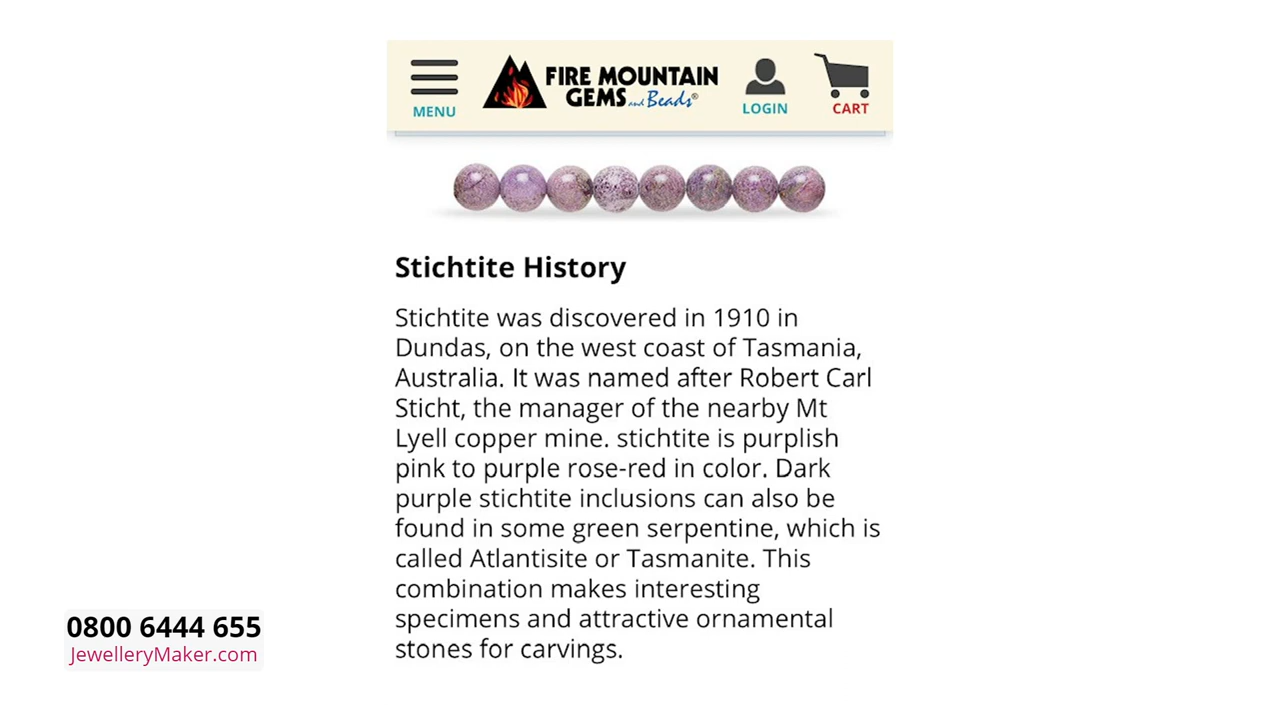 MENU
FIRE MOUNTAIN
GEMS and Beads®
LOGIN
CART
Stichtite History
Stichtite was discovered in 1910 in
Dundas, on the west coast of Tasmania,
Australia. It was named after Robert Carl
Sticht, the manager of the nearby Mt
Lyell copper mine. stichtite is purplish
pink to purple rose-red in color. Dark
purple stichtite inclusions can also be
found in some green serpentine, which is
called Atlantisite or Tasmanite. This
combination makes interesting
specimens and attractive ornamental
stones for carvings.
0800 6444 655
JewelleryMaker.com